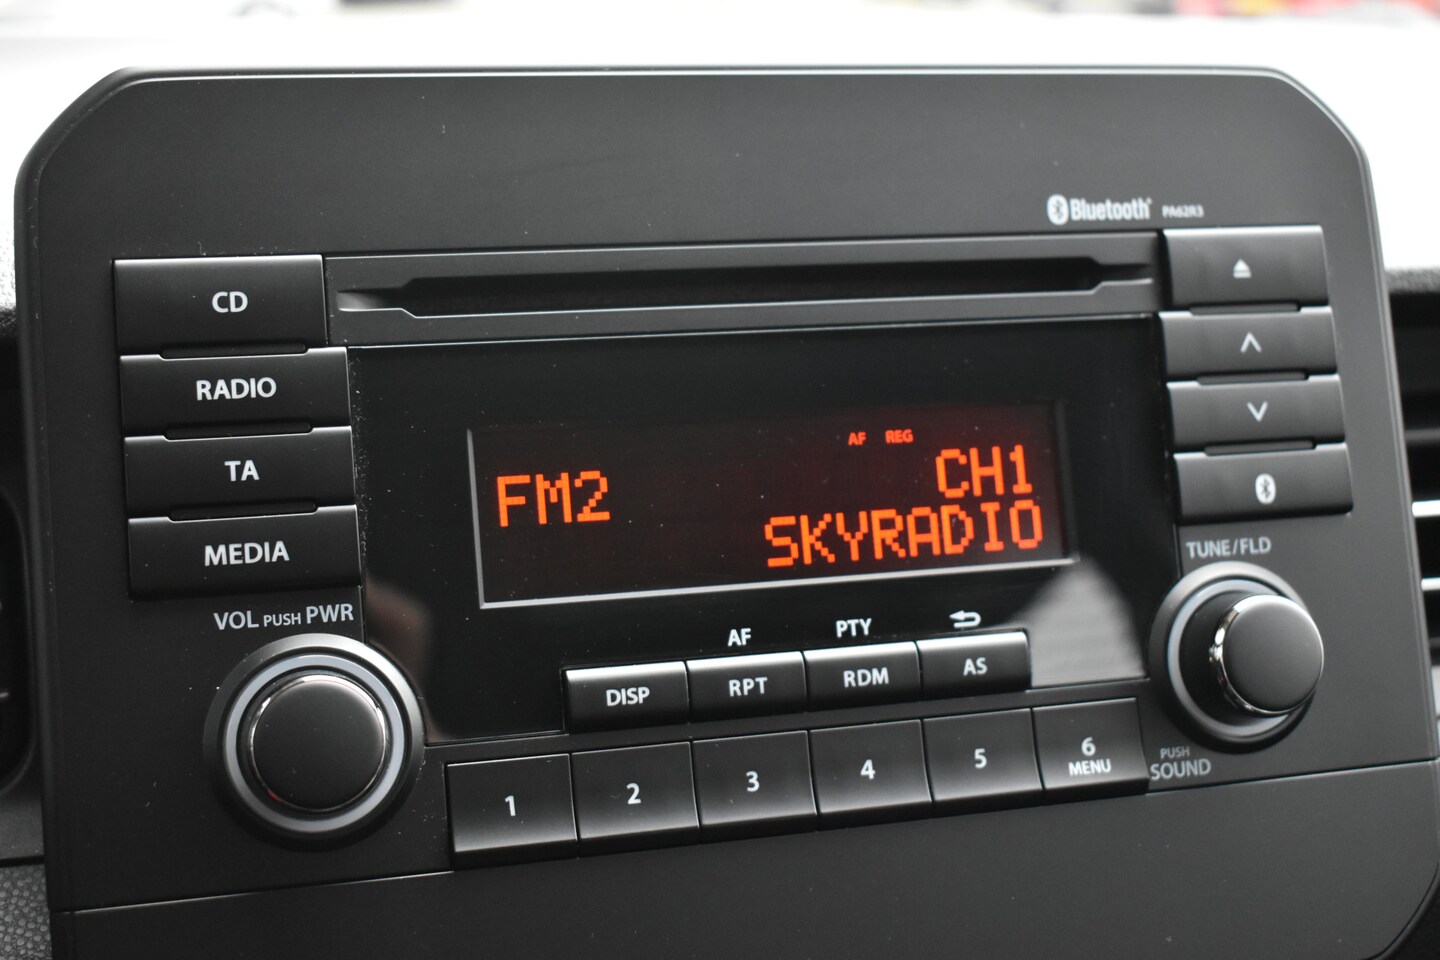 Bluetooth® PA62R3
CD
RADIO
TA
MEDIA
AF REG
FM2 CH1
SKYRADIO
TUNE/FLD
VOL PUSH PWR
AF PTY
DISP RPT RDM AS
1 2 3 4 5 6
MENU
PUSH
SOUND